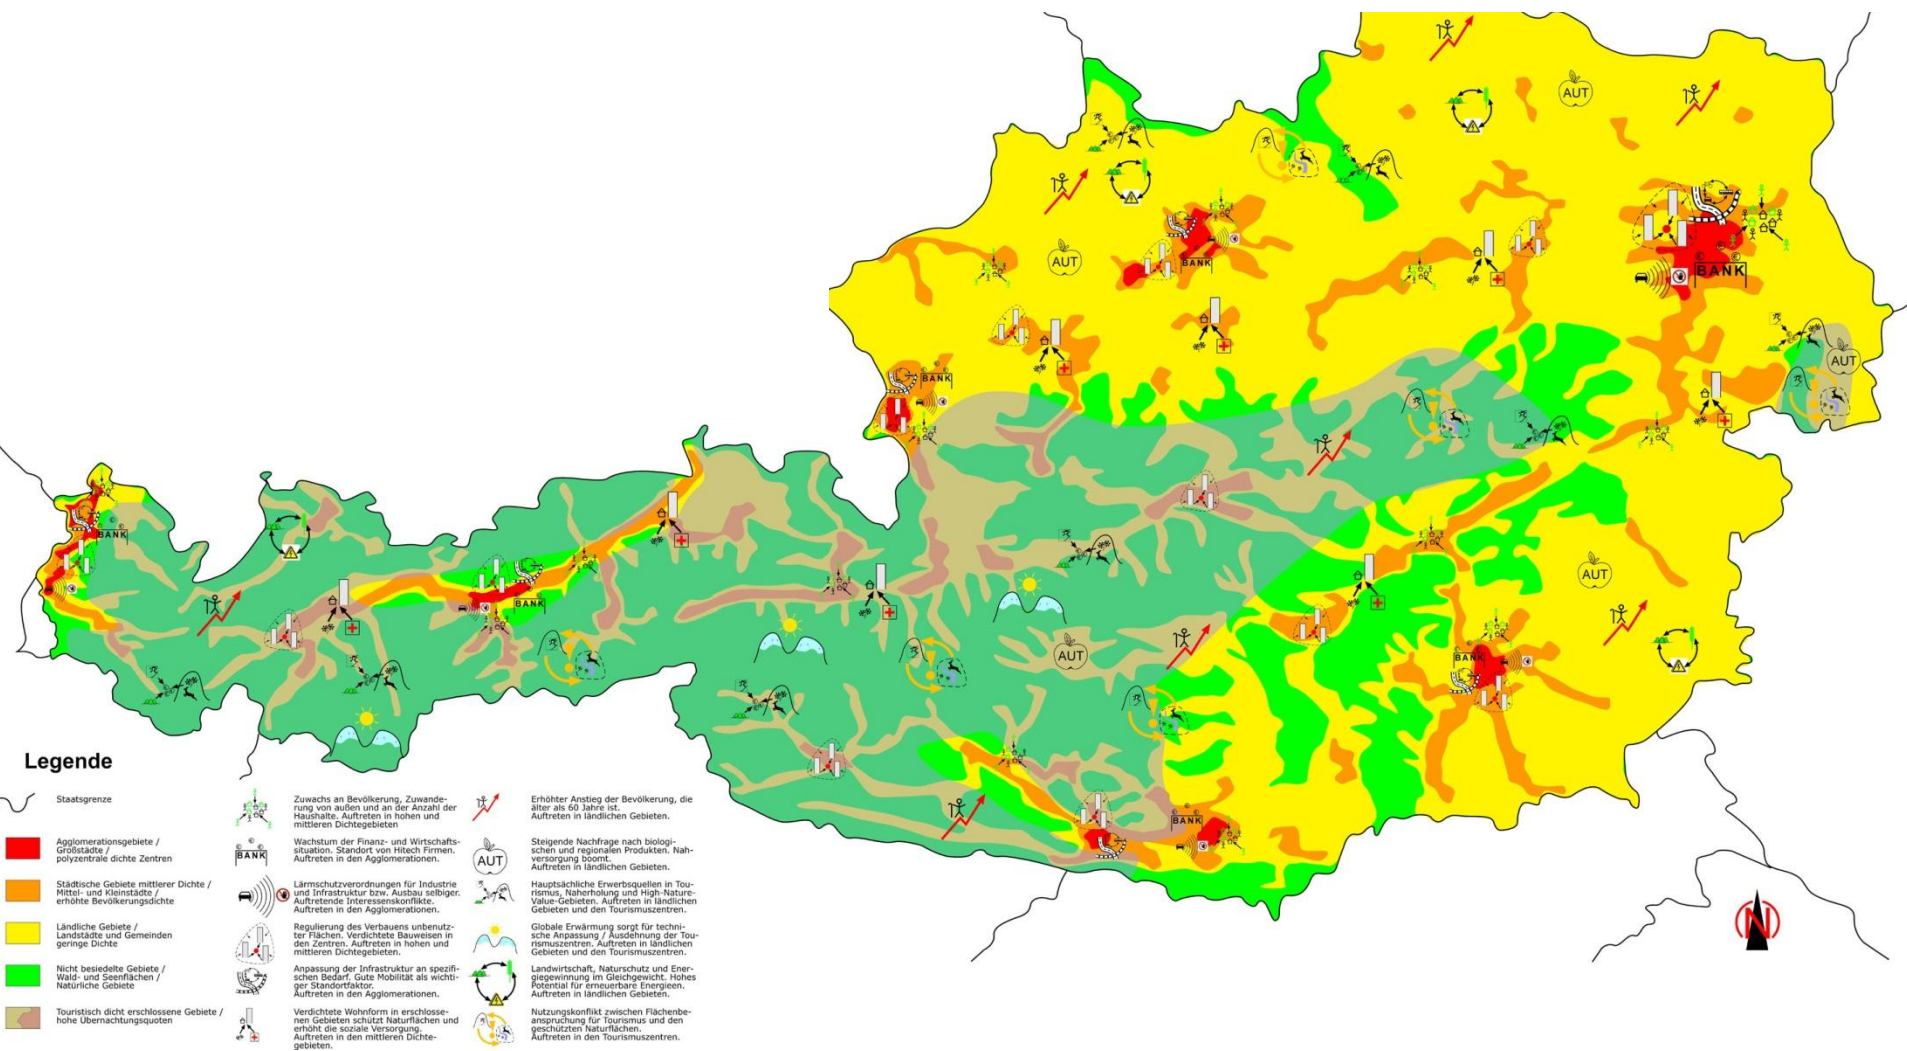 AUT
AUT
BANK
BANK
BANK
AUT
BANK
BANK
AUT
AUT
BANK
BANK
N
Legende
Staatsgrenze
Agglomerationsgebiete /
Großstädte /
polyzentrale dichte Zentren
Städtische Gebiete mittlerer Dichte /
Mittel- und Kleinstädte /
erhöhte Bevölkerungsdichte
Ländliche Gebiete /
Landstädte und Gemeinden
geringe Dichte
Nicht besiedelte Gebiete /
Wald- und Seenflächen /
Natürliche Gebiete
Touristisch dicht erschlossene Gebiete /
hohe Übernachtungsquoten
Zuwachs an Bevölkerung, Zuwande-
rung von außen und an der Anzahl der
Haushalte. Auftreten in hohen und
mittleren Dichtegebieten
BANK
Wachstum der Finanz- und Wirtschafts-
situation. Standort von Hitech Firmen.
Auftreten in den Agglomerationen.
Lärmschutzverordnungen für Industrie
und Infrastruktur bzw. Ausbau selbiger.
Auftretende Interessenskonflikte.
Auftreten in den Agglomerationen.
Regulierung des Verbauens unbenutz-
ter Flächen. Verdichtete Bauweisen in
den Zentren. Auftreten in hohen und
mittleren Dichtegebieten.
Anpassung der Infrastruktur an spezifi-
schen Bedarf. Gute Mobilität als wichti-
ger Standortfaktor.
Auftreten in den Agglomerationen.
Verdichtete Wohnform in erschlosse-
nen Gebieten schützt Naturflächen und
erhöht die soziale Versorgung.
Auftreten in den mittleren Dichte-
gebieten.
Erhöhter Anstieg der Bevölkerung, die
älter als 60 Jahre ist.
Auftreten in ländlichen Gebieten.
AUT
Steigende Nachfrage nach biologi-
schen und regionalen Produkten. Nah-
versorgung boomt.
Auftreten in ländlichen Gebieten.
Hauptsächliche Erwerbsquellen in Tou-
rismus, Naherholung und High-Nature-
Value-Gebieten. Auftreten in ländlichen
Gebieten und den Tourismuszentren.
Globale Erwärmung sorgt für techni-
sche Anpassung / Ausdehnung der Tou-
rismuszentren. Auftreten in ländlichen
Gebieten und den Tourismuszentren.
Landwirtschaft, Naturschutz und Ener-
giegewinnung im Gleichgewicht. Hohes
Potential für erneuerbare Energieen.
Auftreten in ländlichen Gebieten.
Nutzungskonflikt zwischen Flächenbe-
anspruchung für Tourismus und den
geschützten Naturflächen.
Auftreten in den Tourismuszentren.